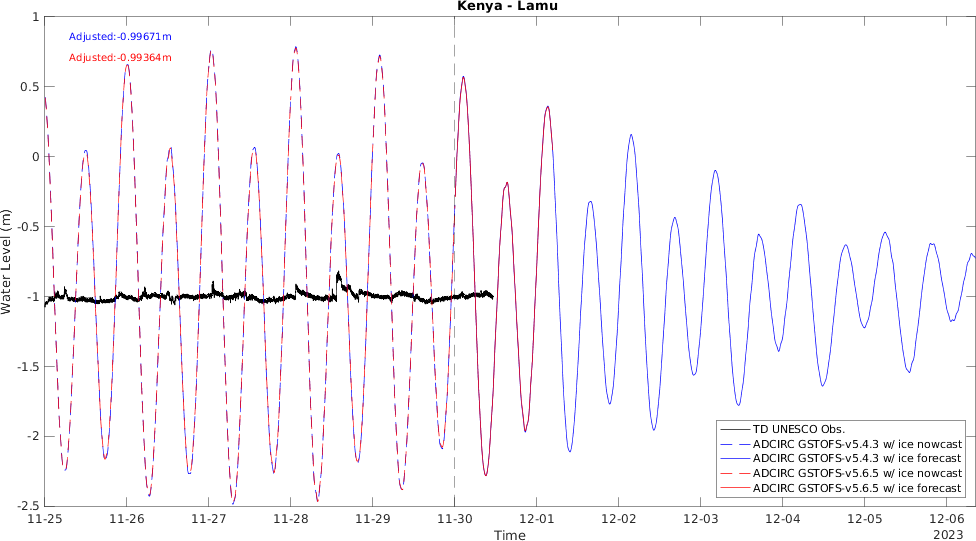 Kenya - Lamu
Adjusted:-0.99671m
Adjusted:-0.99364m
Water Level (m)
1
0.5
0
-0.5
-1
-1.5
-2
-2.5
11-25 11-26 11-27 11-28 11-29 11-30 12-01 12-02 12-03 12-04 12-05 12-06
2023
Time
TD UNESCO Obs.
ADCIRC GSTOFS-v5.4.3 w/ ice nowcast
ADCIRC GSTOFS-v5.4.3 w/ ice forecast
ADCIRC GSTOFS-v5.6.5 w/ ice nowcast
ADCIRC GSTOFS-v5.6.5 w/ ice forecast